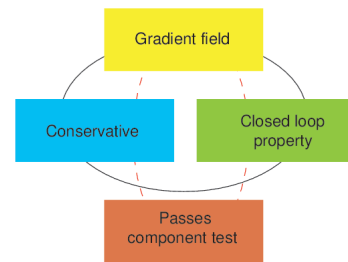 Gradient field
Conservative
Closed loop
property
Passes
component test